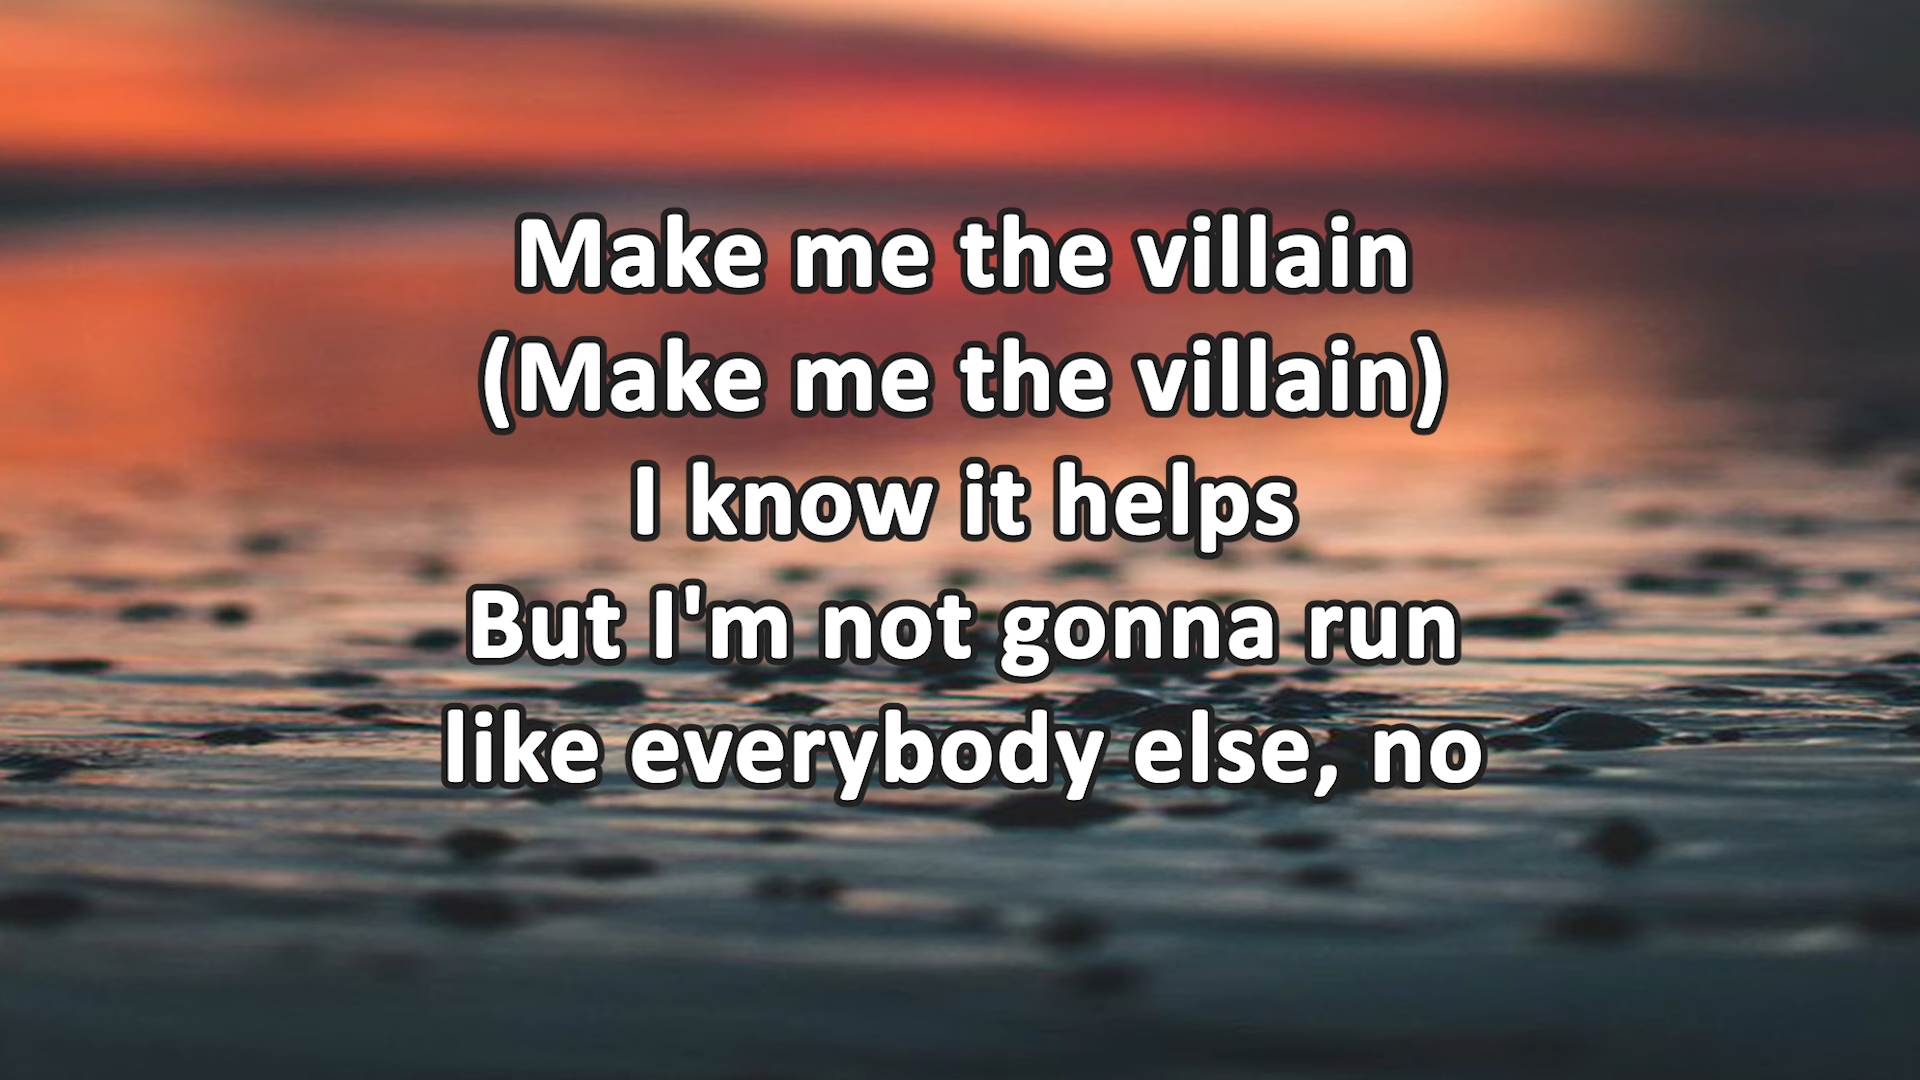 Make me the villain
(Make me the villain)
I know it helps
But I'm not gonna run
like everybody else, no